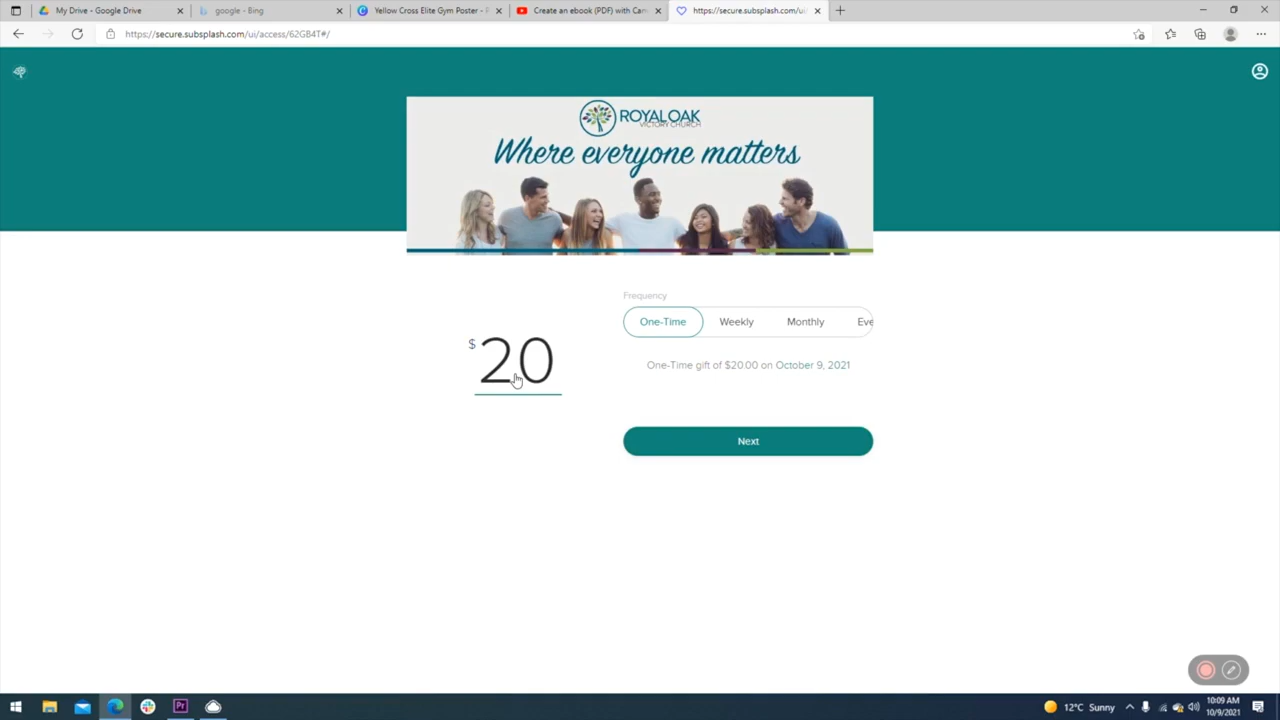 My Drive - Google Drive
google - Bing
Yellow Cross Elite Gym Poster -
Create an ebook (PDF) with Can
https://secure.subsplash.com/ui/
https://secure.subsplash.com/ui/access/62GB4T#/
ROYAL OAK
VICTORY CHURCH
Where everyone matters
Frequency
One-Time
Weekly
Monthly
Eve
$ 20
One-Time gift of $20.00 on October 9, 2021
Next
Pr
12°C Sunny
10:09 AM
10/9/2021